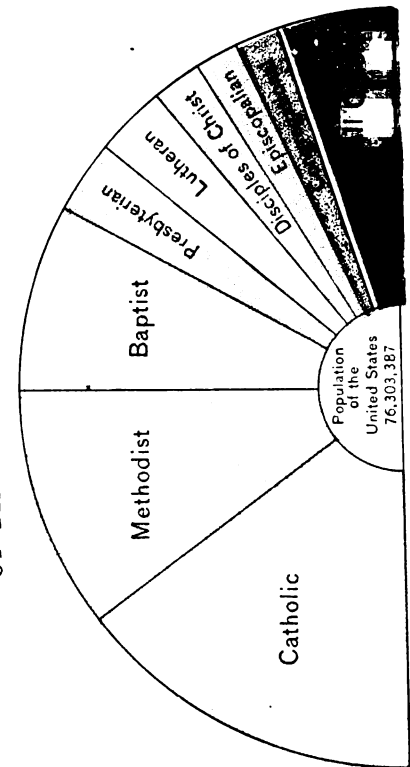 Catholic
Methodist
Baptist
Presbyterian
Lutheran
Disciples of Christ
Episcopalian
Population
of the
United States
76,303,387